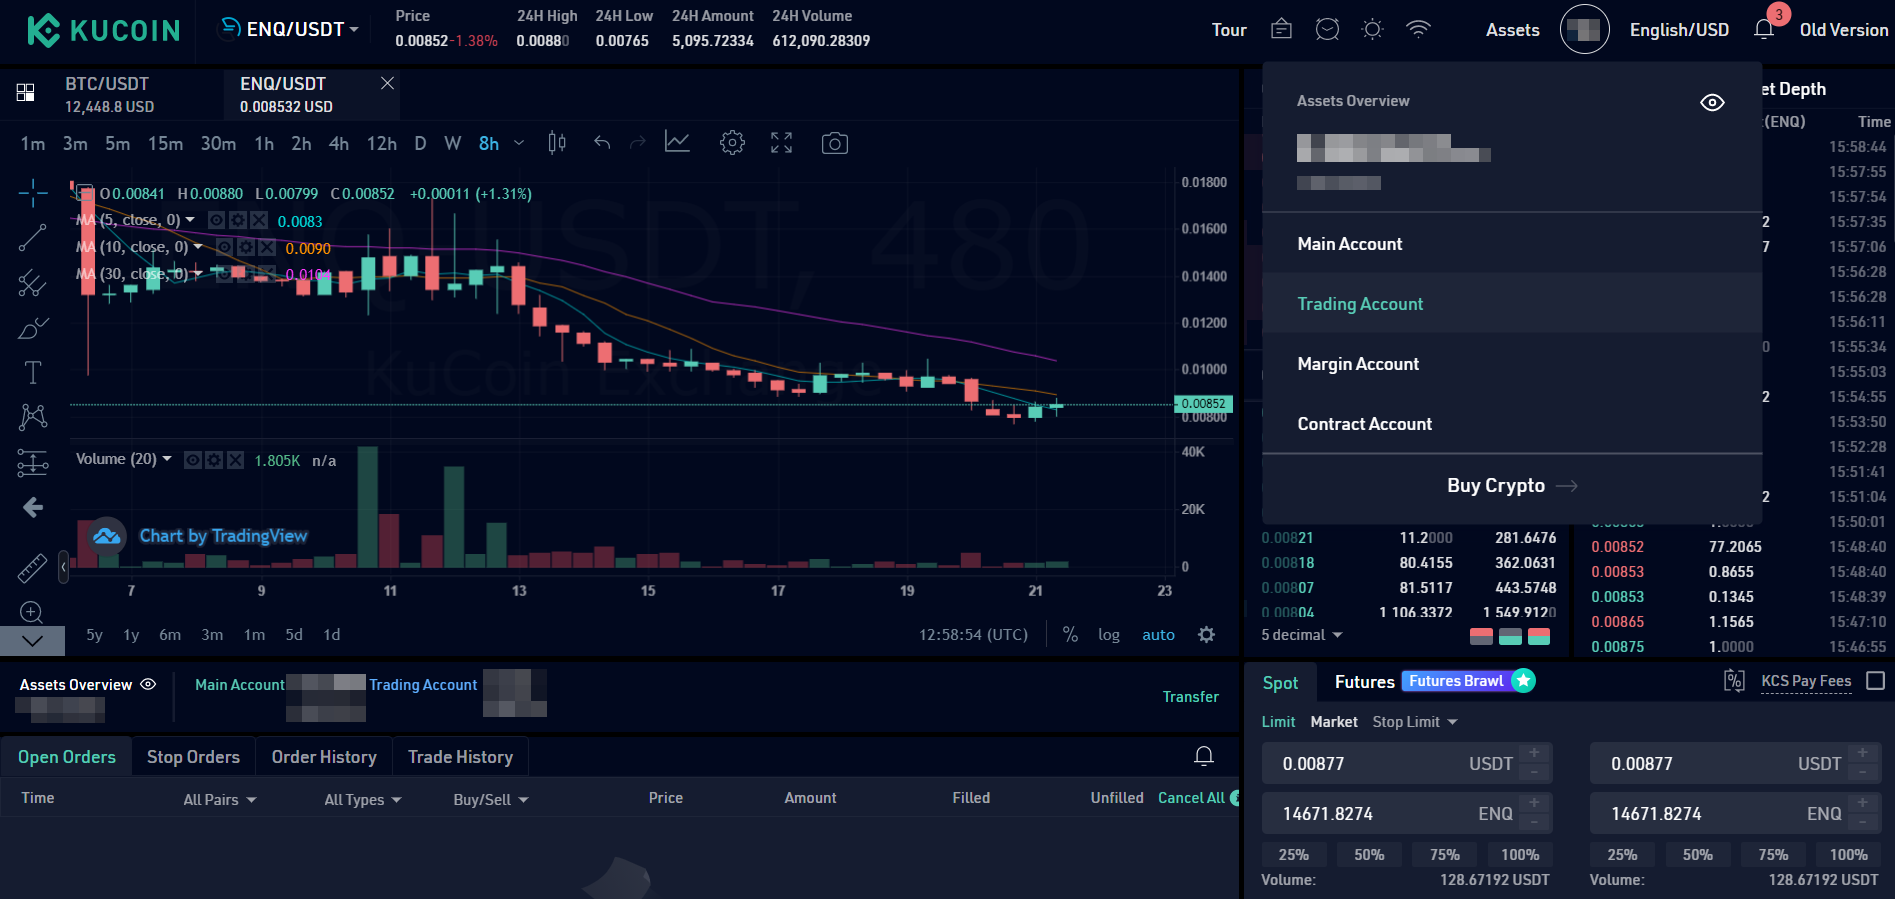 KUCOIN
ENQ/USDT
Price
0.00852 -1.38%
24H High
0.00880
24H Low
0.00765
24H Amount
5,095.72334
24H Volume
612,090.28309
Tour
Assets
English/USD
3
Old Version
BTC/USDT
12,448.8 USD
ENQ/USDT
0.008532 USD
1m 3m 5m 15m 30m 1h 2h 4h 12h D W 8h
O 0.00841 H 0.00880 L 0.00799 C 0.00852 +0.00011 (+1.31%)
MA (5, close, 0) 0.0083
MA (10, close, 0) 0.0090
MA (30, close, 0) 0.0104
KuCoin Exchange
0.01800
0.01600
0.01400
0.01200
0.01000
0.00852
0.00800
Volume (20) 1.805K n/a
40K
20K
0
Chart by TradingView
7 9 11 13 15 17 19 21 23
5y 1y 6m 3m 1m 5d 1d
12:58:54 (UTC) % log auto
Assets Overview
Main Account
Trading Account
Margin Account
Contract Account
Buy Crypto
et Depth
(ENQ) Time
15:58:44
15:57:55
15:57:54
2 15:57:35
7 15:57:06
15:56:28
15:56:28
15:56:11
0 15:55:34
15:55:03
2 15:54:55
15:53:50
15:52:28
15:51:41
2 15:51:04
15:50:01
0.00821 11.2000 281.6476
0.00818 80.4155 362.0631
0.00807 81.5117 443.5748
0.00804 1 106.3372 1 549.9120
5 decimal
0.00852 77.2065 15:48:40
0.00853 0.8655 15:48:40
0.00853 0.1345 15:48:39
0.00865 1.1565 15:47:10
0.00875 1.0000 15:46:55
Assets Overview
Main Account
Trading Account
Transfer
Open Orders
Stop Orders
Order History
Trade History
Time
All Pairs
All Types
Buy/Sell
Price
Amount
Filled
Unfilled
Cancel All
Spot
Futures
Futures Brawl
% KCS Pay Fees
Limit Market Stop Limit
0.00877 USDT + -
0.00877 USDT + -
14671.8274 ENQ + -
14671.8274 ENQ + -
25% 50% 75% 100%
25% 50% 75% 100%
Volume: 128.67192 USDT
Volume: 128.67192 USDT